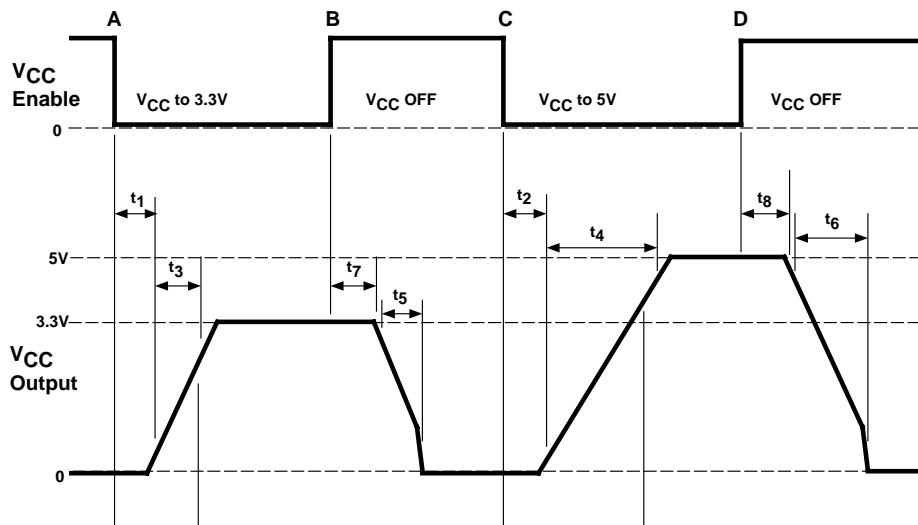 A B C D
VCC Enable
VCC to 3.3V VCC OFF VCC to 5V VCC OFF
0
t1 t2 t8
t4 t6
5V
t3 t7
t5
3.3V
VCC Output
0